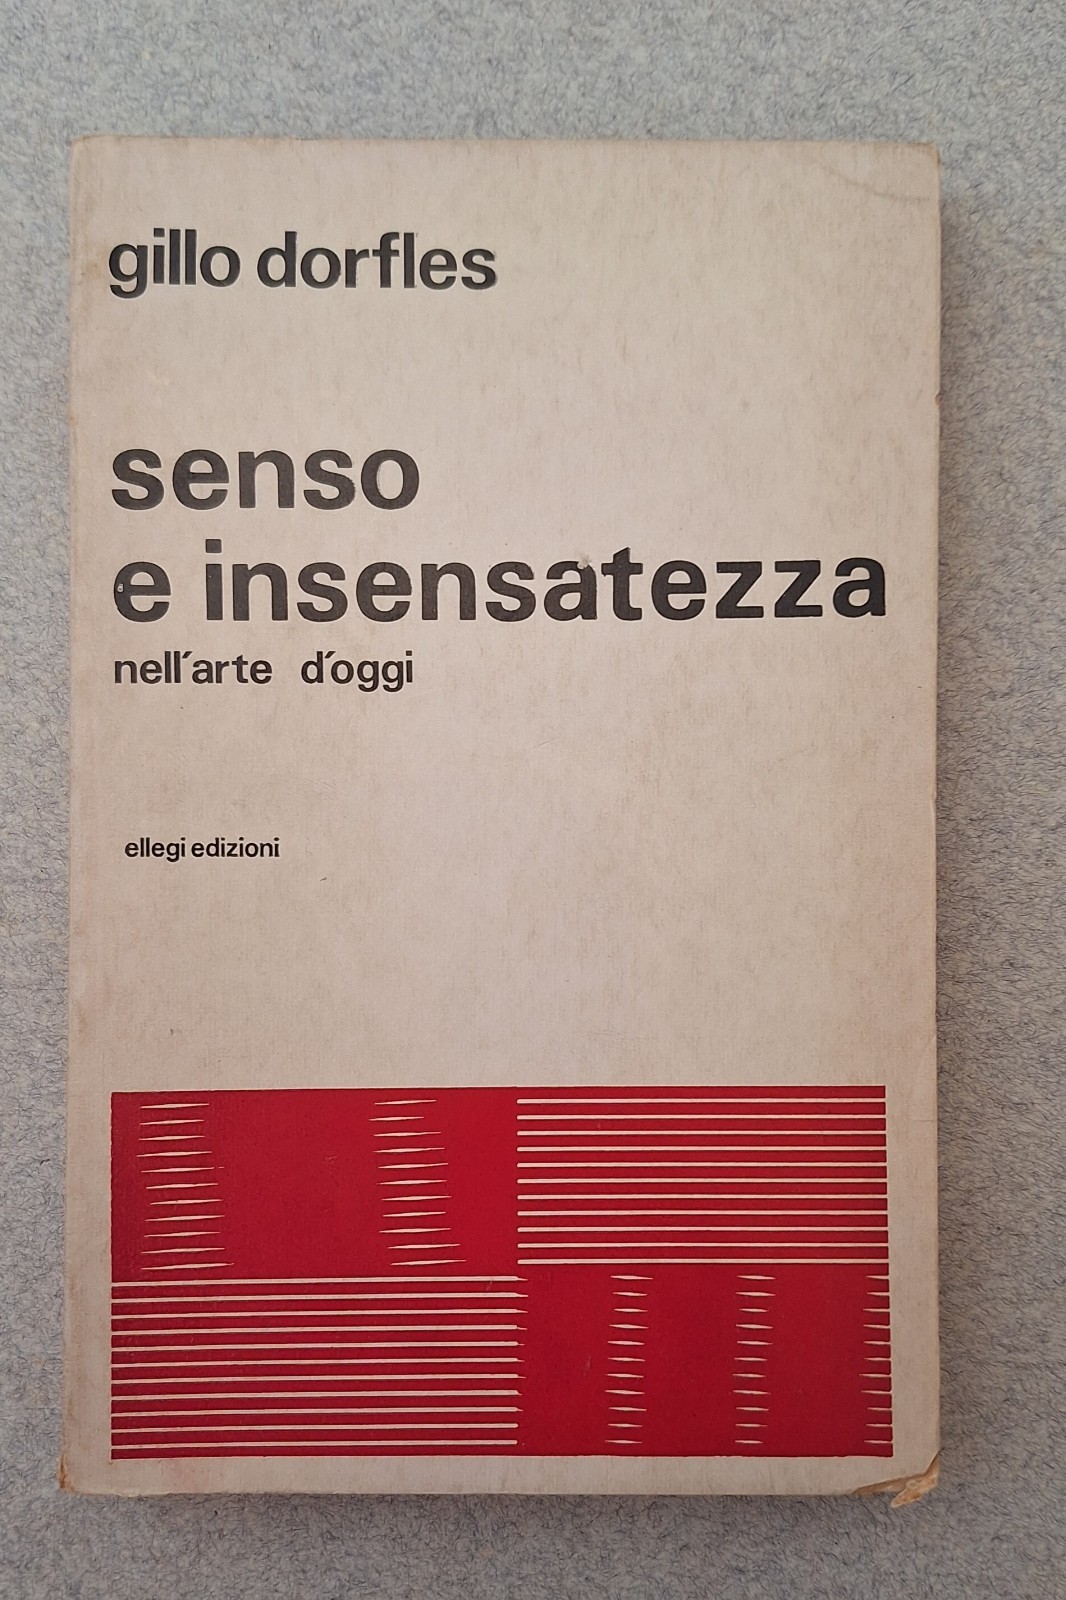 gillo dorfles
senso
e insensatezza
nell'arte d'oggi
ellegi edizioni